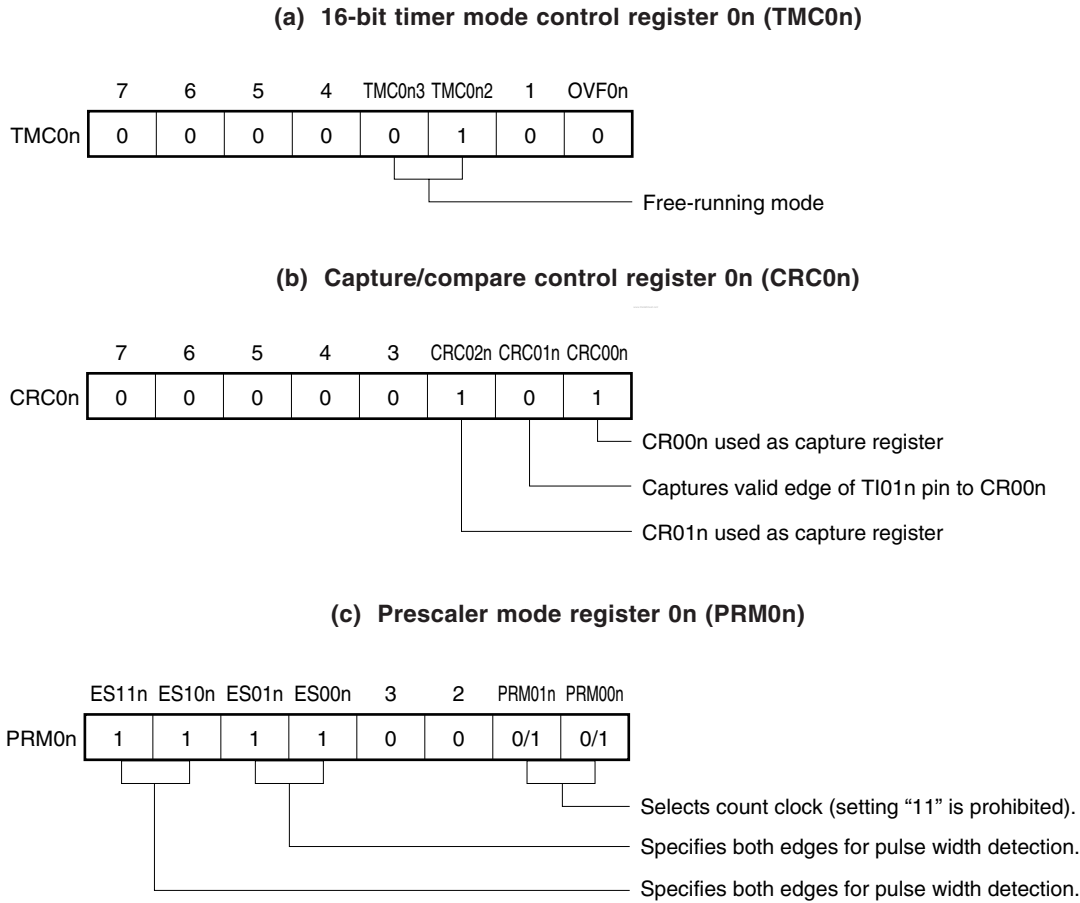 (a) 16-bit timer mode control register 0n (TMC0n)
7 6 5 4 TMC0n3 TMC0n2 1 OVF0n
TMC0n 0 0 0 0 0 1 0 0
Free-running mode
(b) Capture/compare control register 0n (CRC0n)
7 6 5 4 3 CRC02n CRC01n CRC00n
CRC0n 0 0 0 0 0 1 0 1
CR00n used as capture register
Captures valid edge of TI01n pin to CR00n
CR01n used as capture register
(c) Prescaler mode register 0n (PRM0n)
ES11n ES10n ES01n ES00n 3 2 PRM01n PRM00n
PRM0n 1 1 1 1 0 0 0/1 0/1
Selects count clock (setting “11” is prohibited).
Specifies both edges for pulse width detection.
Specifies both edges for pulse width detection.